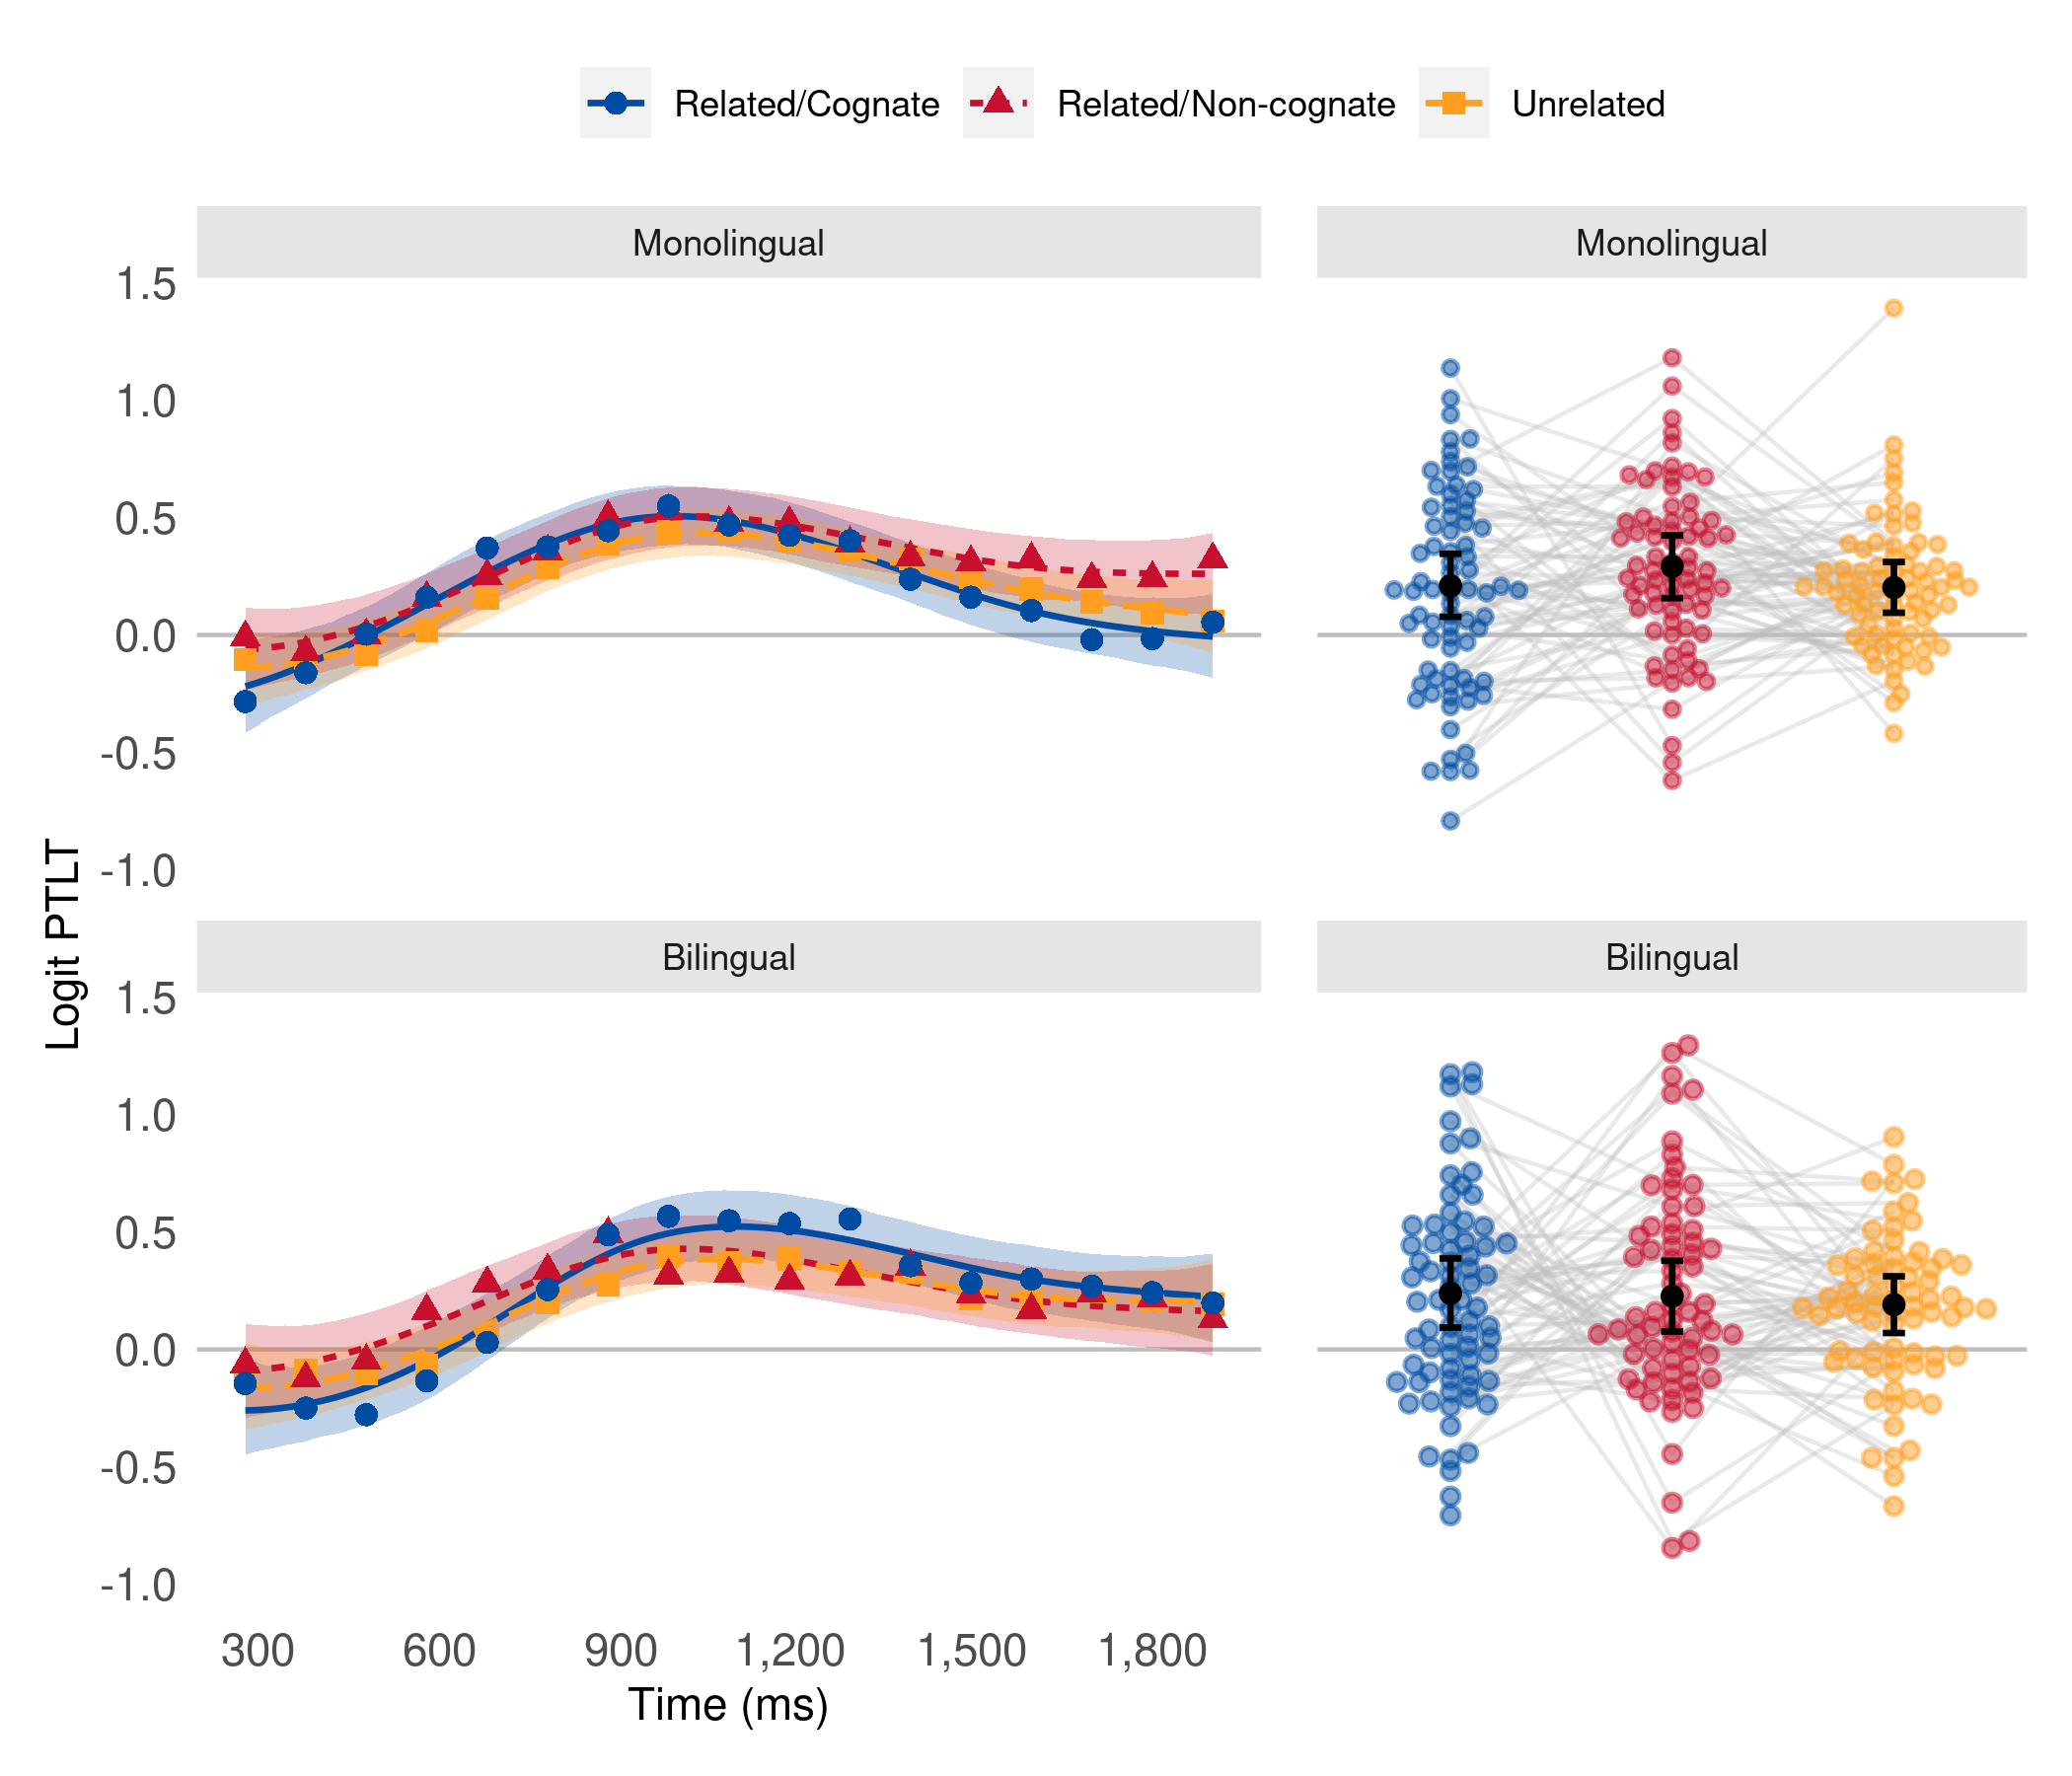 Related/Cognate Related/Non-cognate Unrelated
Monolingual Monolingual
1.5
1.0
0.5
0.0
-0.5
-1.0
Logit PTLT
Bilingual Bilingual
1.5
1.0
0.5
0.0
-0.5
-1.0
300 600 900 1,200 1,500 1,800
Time (ms)